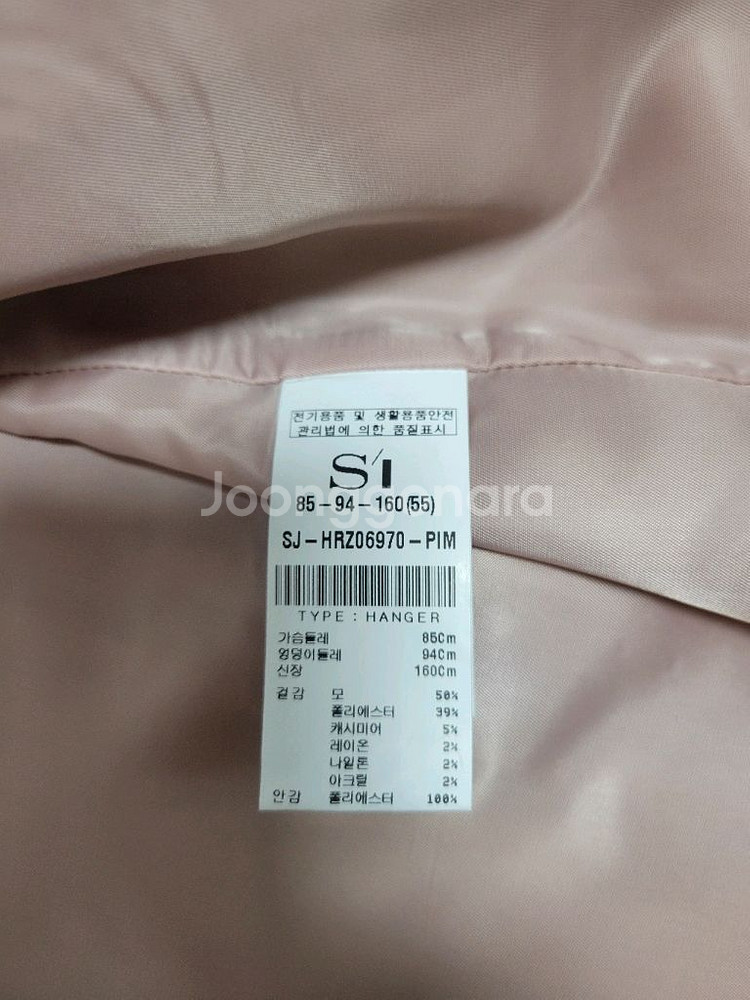 전기용품 및 생활용품안전
관리법에 의한 품질표시
S/I
Joonggonara
85-94-160(55)
SJ-HRZ06970-PIM
TYPE : HANGER
가슴둘레 85Cm
엉덩이둘레 94Cm
신장 160Cm
겉감 모 50%
폴리에스터 39%
캐시미어 5%
레이온 2%
나일론 2%
아크릴 2%
안감 폴리에스터 100%